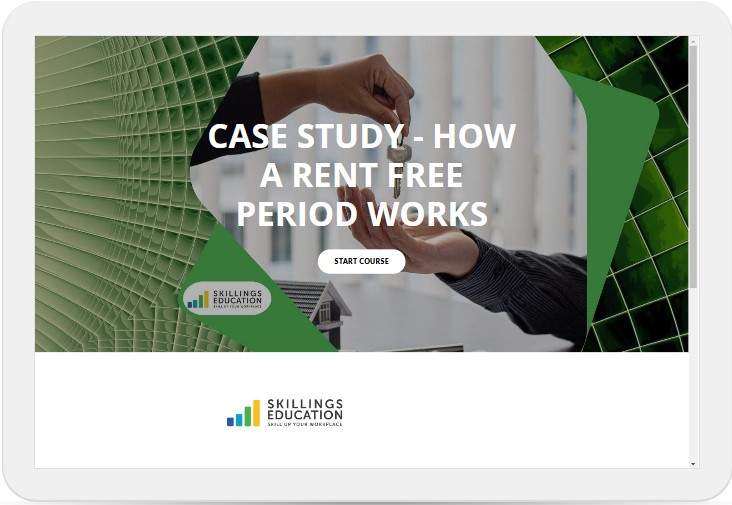 CASE STUDY - HOW
A RENT FREE
PERIOD WORKS
START COURSE
SKILLINGS
EDUCATION
SKILL UP YOUR WORKPLACE
SKILLINGS
EDUCATION
SKILL UP YOUR WORKPLACE